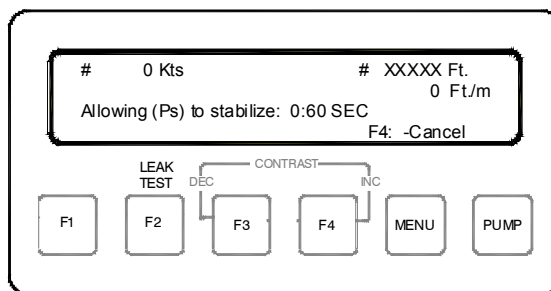 # 0 Kts # XXXXX Ft.
0 Ft./m
Allowing (Ps) to stabilize: 0:60 SEC
F4: -Cancel
LEAK
TEST
CONTRAST
DEC INC
F1 F2 F3 F4 MENU PUMP